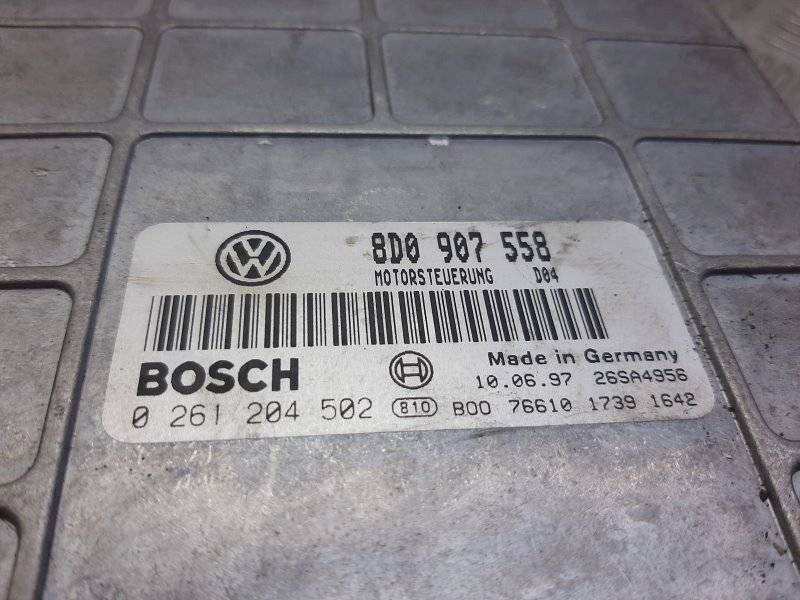 8D0 907 558
MOTORSTEUERUNG D04
BOSCH
Made in Germany
10.06.97 26SA4956
0 261 204 502 810 B00 76610 1739 1642